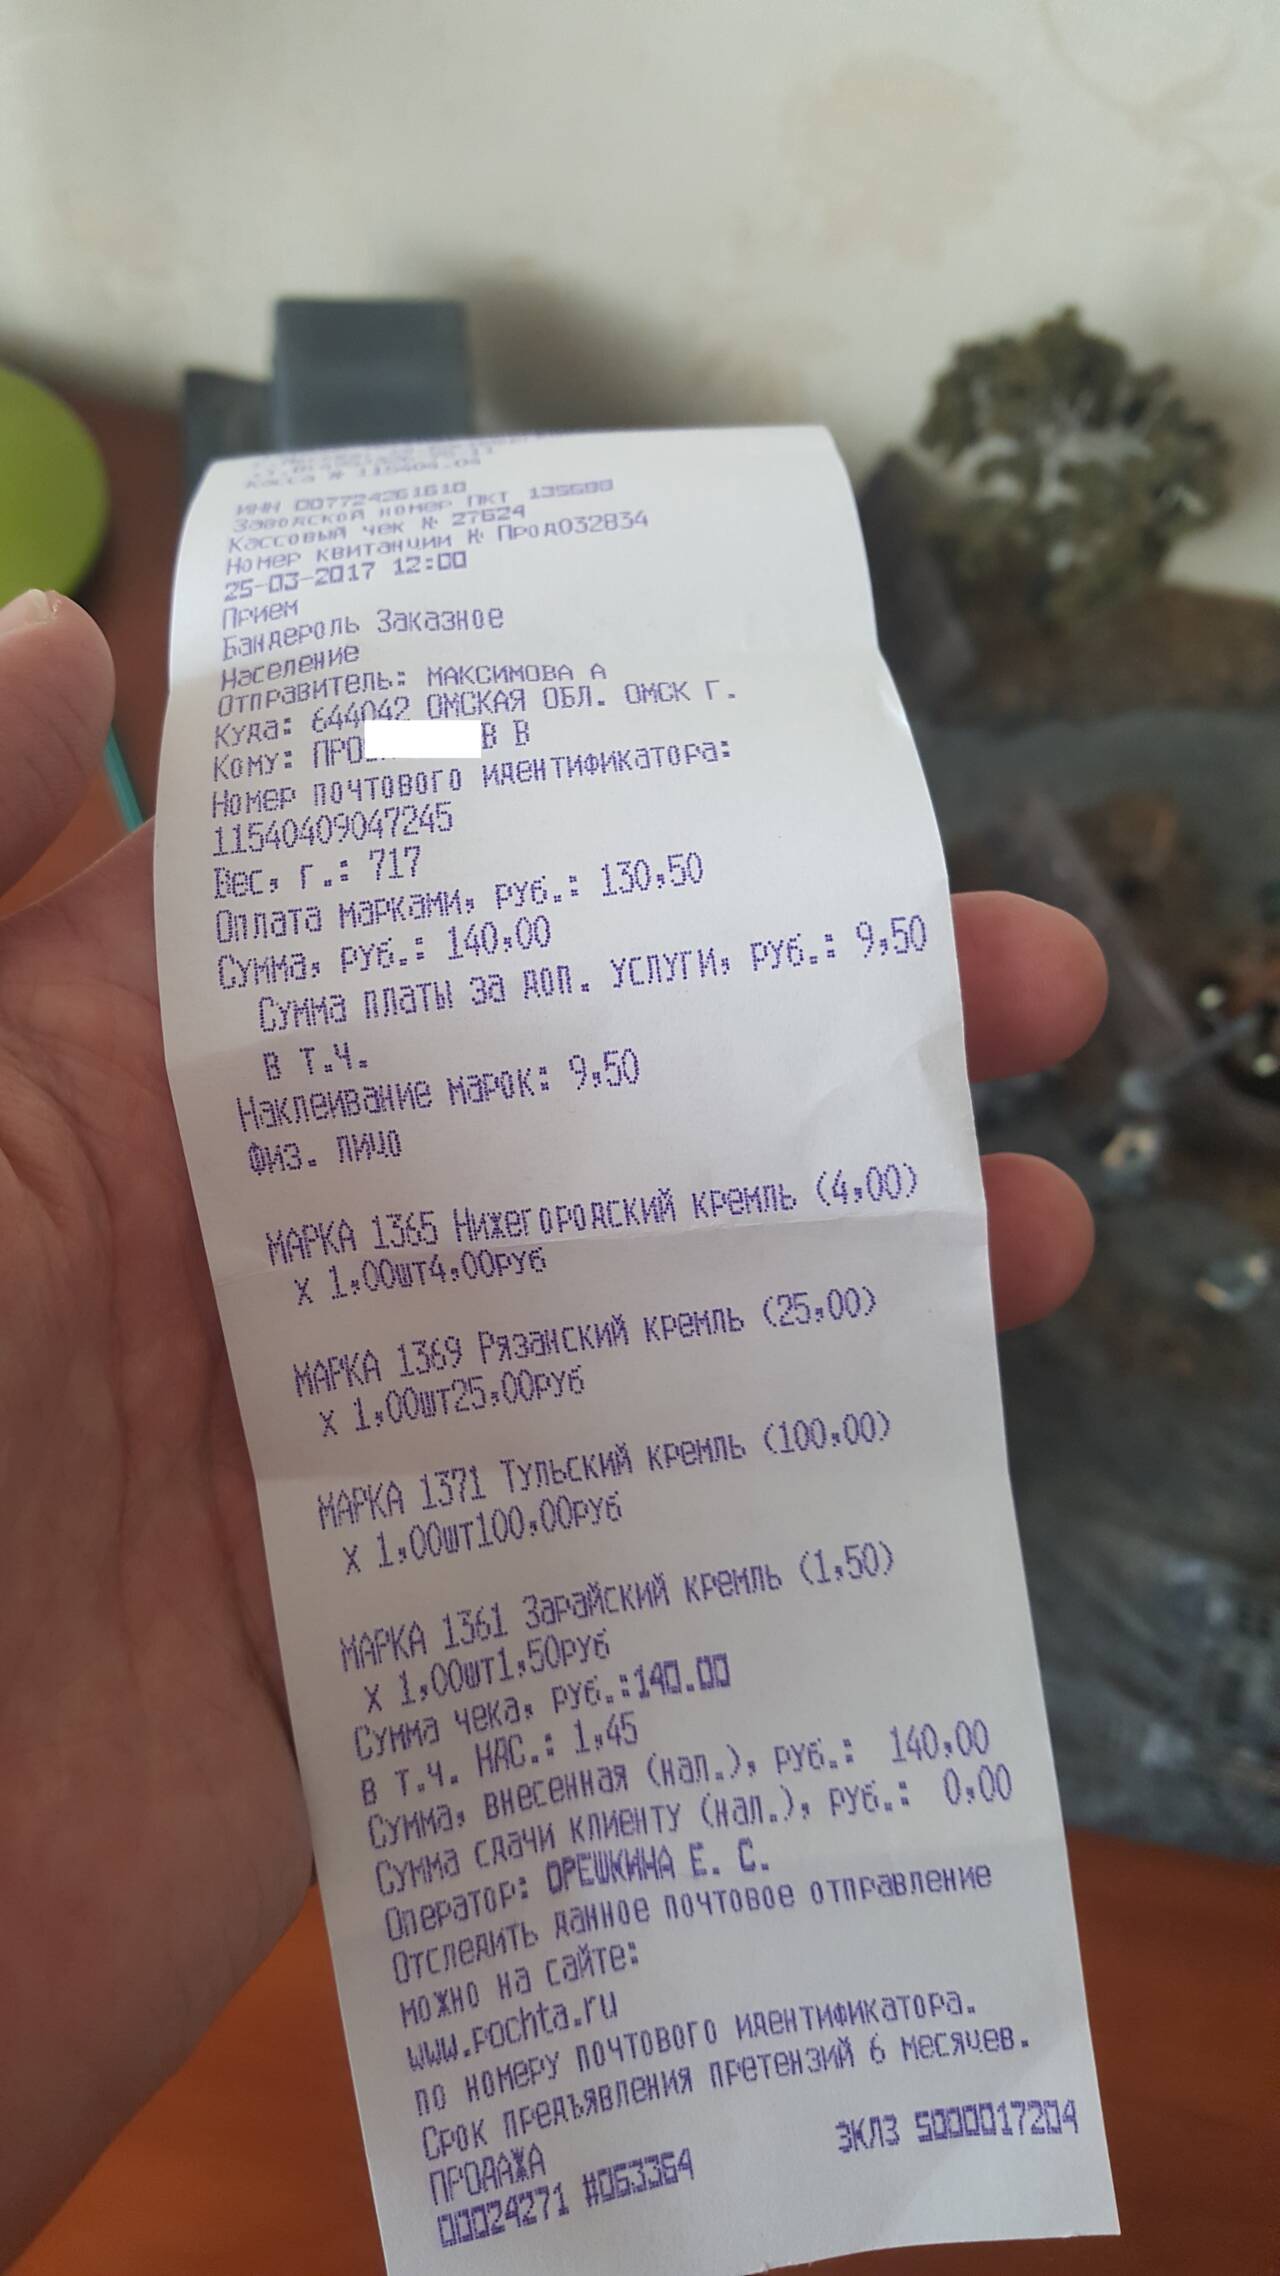 Касса # 115404.04
ИНН 007724261610
Заводской номер ПКТ 135688
Кассовый чек № 27624
Номер квитанции № Прод032834
25-03-2017 12:00
Прием
Бандероль Заказное
Население
Отправитель: МАКСИМОВА А
Куда: 644042 ОМСКАЯ ОБЛ. ОМСК Г.
Кому: ПРО В В
Номер почтового идентификатора:
11540409047245
Вес, г.: 717
Оплата марками, руб.: 130,50
Сумма, руб.: 140,00
Сумма платы за доп. услуги, руб.: 9,50
в т.ч.
Наклеивание марок: 9,50
Физ. лицо
МАРКА 1365 Нижегородский кремль (4,00)
х 1,00шт4,00руб
МАРКА 1369 Рязанский кремль (25,00)
х 1,00шт25,00руб
МАРКА 1371 Тульский кремль (100,00)
х 1,00шт100,00руб
МАРКА 1361 Зарайский кремль (1,50)
х 1,00шт1,50руб
Сумма чека, руб.:140.00
в т.ч. НДС.: 1,45
Сумма, внесенная (нал.), руб.: 140,00
Сумма сдачи клиенту (нал.), руб.: 0,00
Оператор: ОРЕШКИНА Е. С.
Отследить данное почтовое отправление
можно на сайте:
www.pochta.ru
по номеру почтового идентификатора.
Срок предъявления претензий 6 месяцев.
ПРОДАЖА ЭКЛЗ 5000017204
00024271 #063364